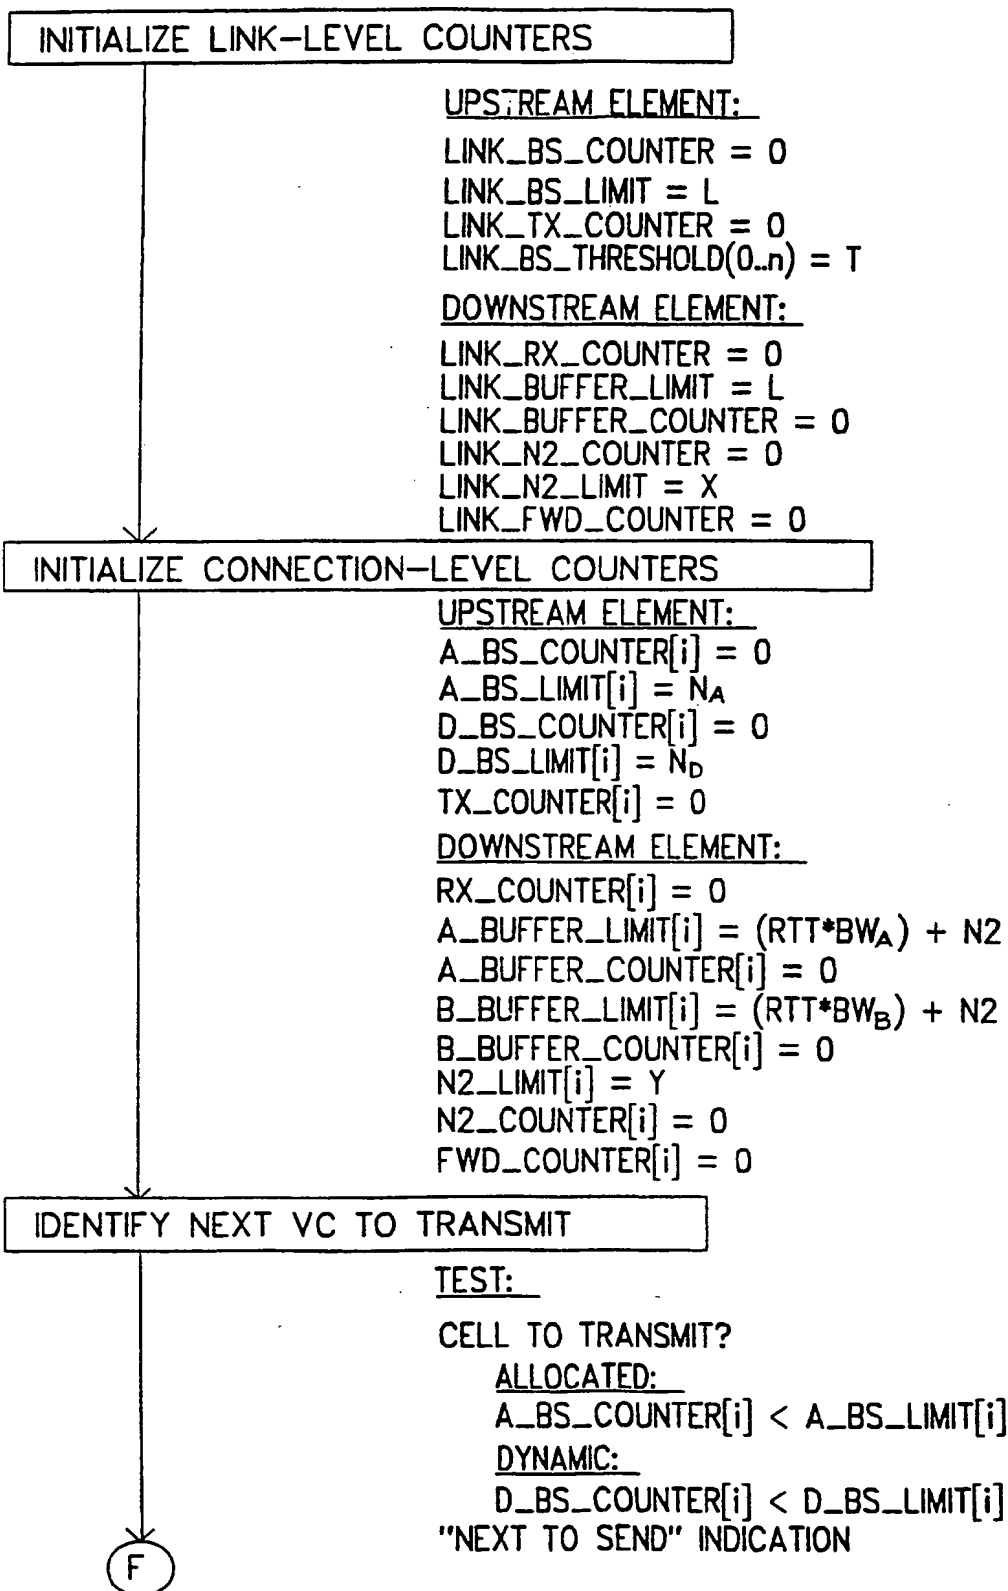 INITIALIZE LINK-LEVEL COUNTERS
UPSTREAM ELEMENT:
LINK_BS_COUNTER = 0
LINK_BS_LIMIT = L
LINK_TX_COUNTER = 0
LINK_BS_THRESHOLD(0..n) = T
DOWNSTREAM ELEMENT:
LINK_RX_COUNTER = 0
LINK_BUFFER_LIMIT = L
LINK_BUFFER_COUNTER = 0
LINK_N2_COUNTER = 0
LINK_N2_LIMIT = X
LINK_FWD_COUNTER = 0
INITIALIZE CONNECTION-LEVEL COUNTERS
UPSTREAM ELEMENT:
A_BS_COUNTER[i] = 0
A_BS_LIMIT[i] = NA
D_BS_COUNTER[i] = 0
D_BS_LIMIT[i] = ND
TX_COUNTER[i] = 0
DOWNSTREAM ELEMENT:
RX_COUNTER[i] = 0
A_BUFFER_LIMIT[i] = (RTT*BWA) + N2
A_BUFFER_COUNTER[i] = 0
B_BUFFER_LIMIT[i] = (RTT*BWB) + N2
B_BUFFER_COUNTER[i] = 0
N2_LIMIT[i] = Y
N2_COUNTER[i] = 0
FWD_COUNTER[i] = 0
IDENTIFY NEXT VC TO TRANSMIT
TEST:
CELL TO TRANSMIT?
ALLOCATED:
A_BS_COUNTER[i] < A_BS_LIMIT[i]
DYNAMIC:
D_BS_COUNTER[i] < D_BS_LIMIT[i]
"NEXT TO SEND" INDICATION
F